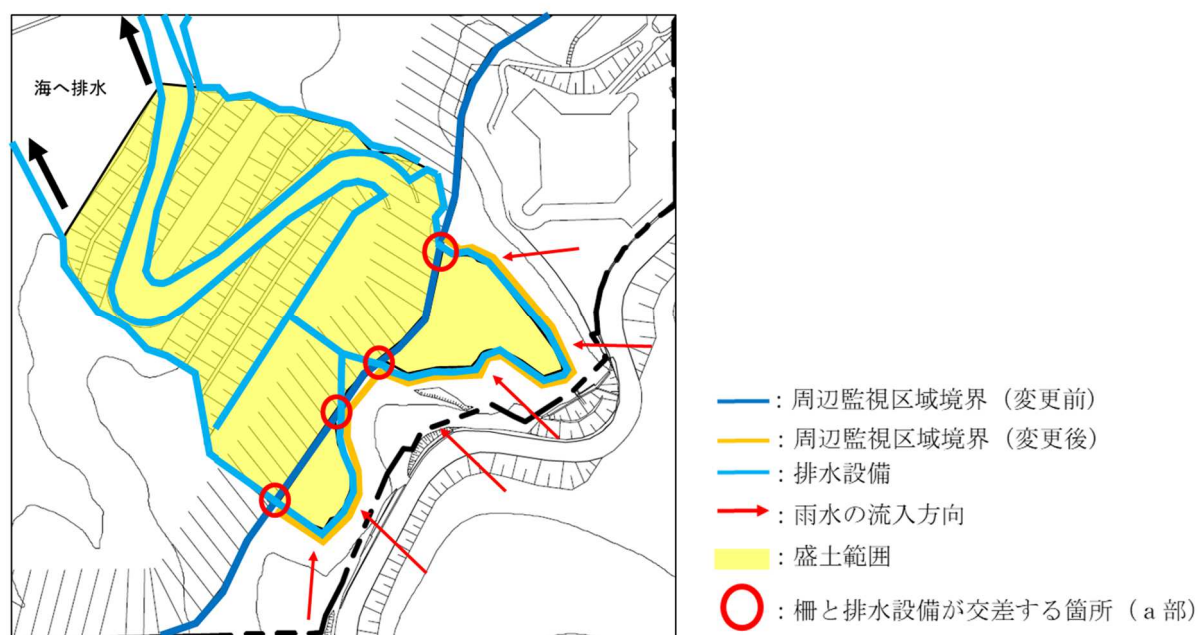 海へ排水
：周辺監視区域境界（変更前）
：周辺監視区域境界（変更後）
：排水設備
：雨水の流入方向
：盛土範囲
：柵と排水設備が交差する箇所（a 部）